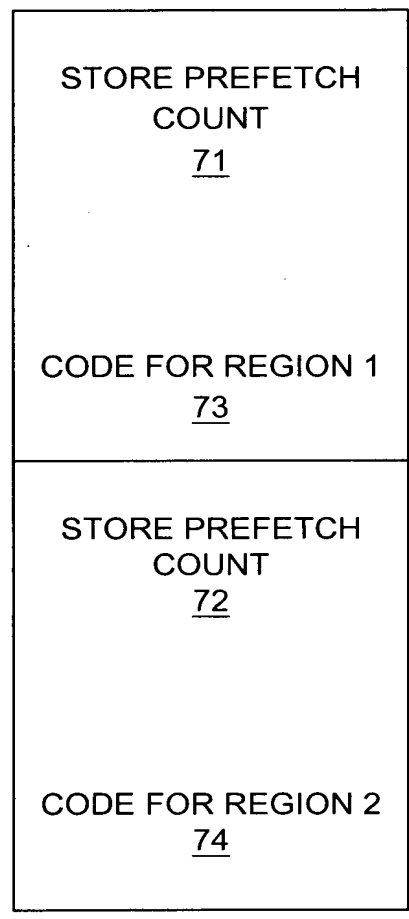 STORE PREFETCH
COUNT
71
CODE FOR REGION 1
73
STORE PREFETCH
COUNT
72
CODE FOR REGION 2
74